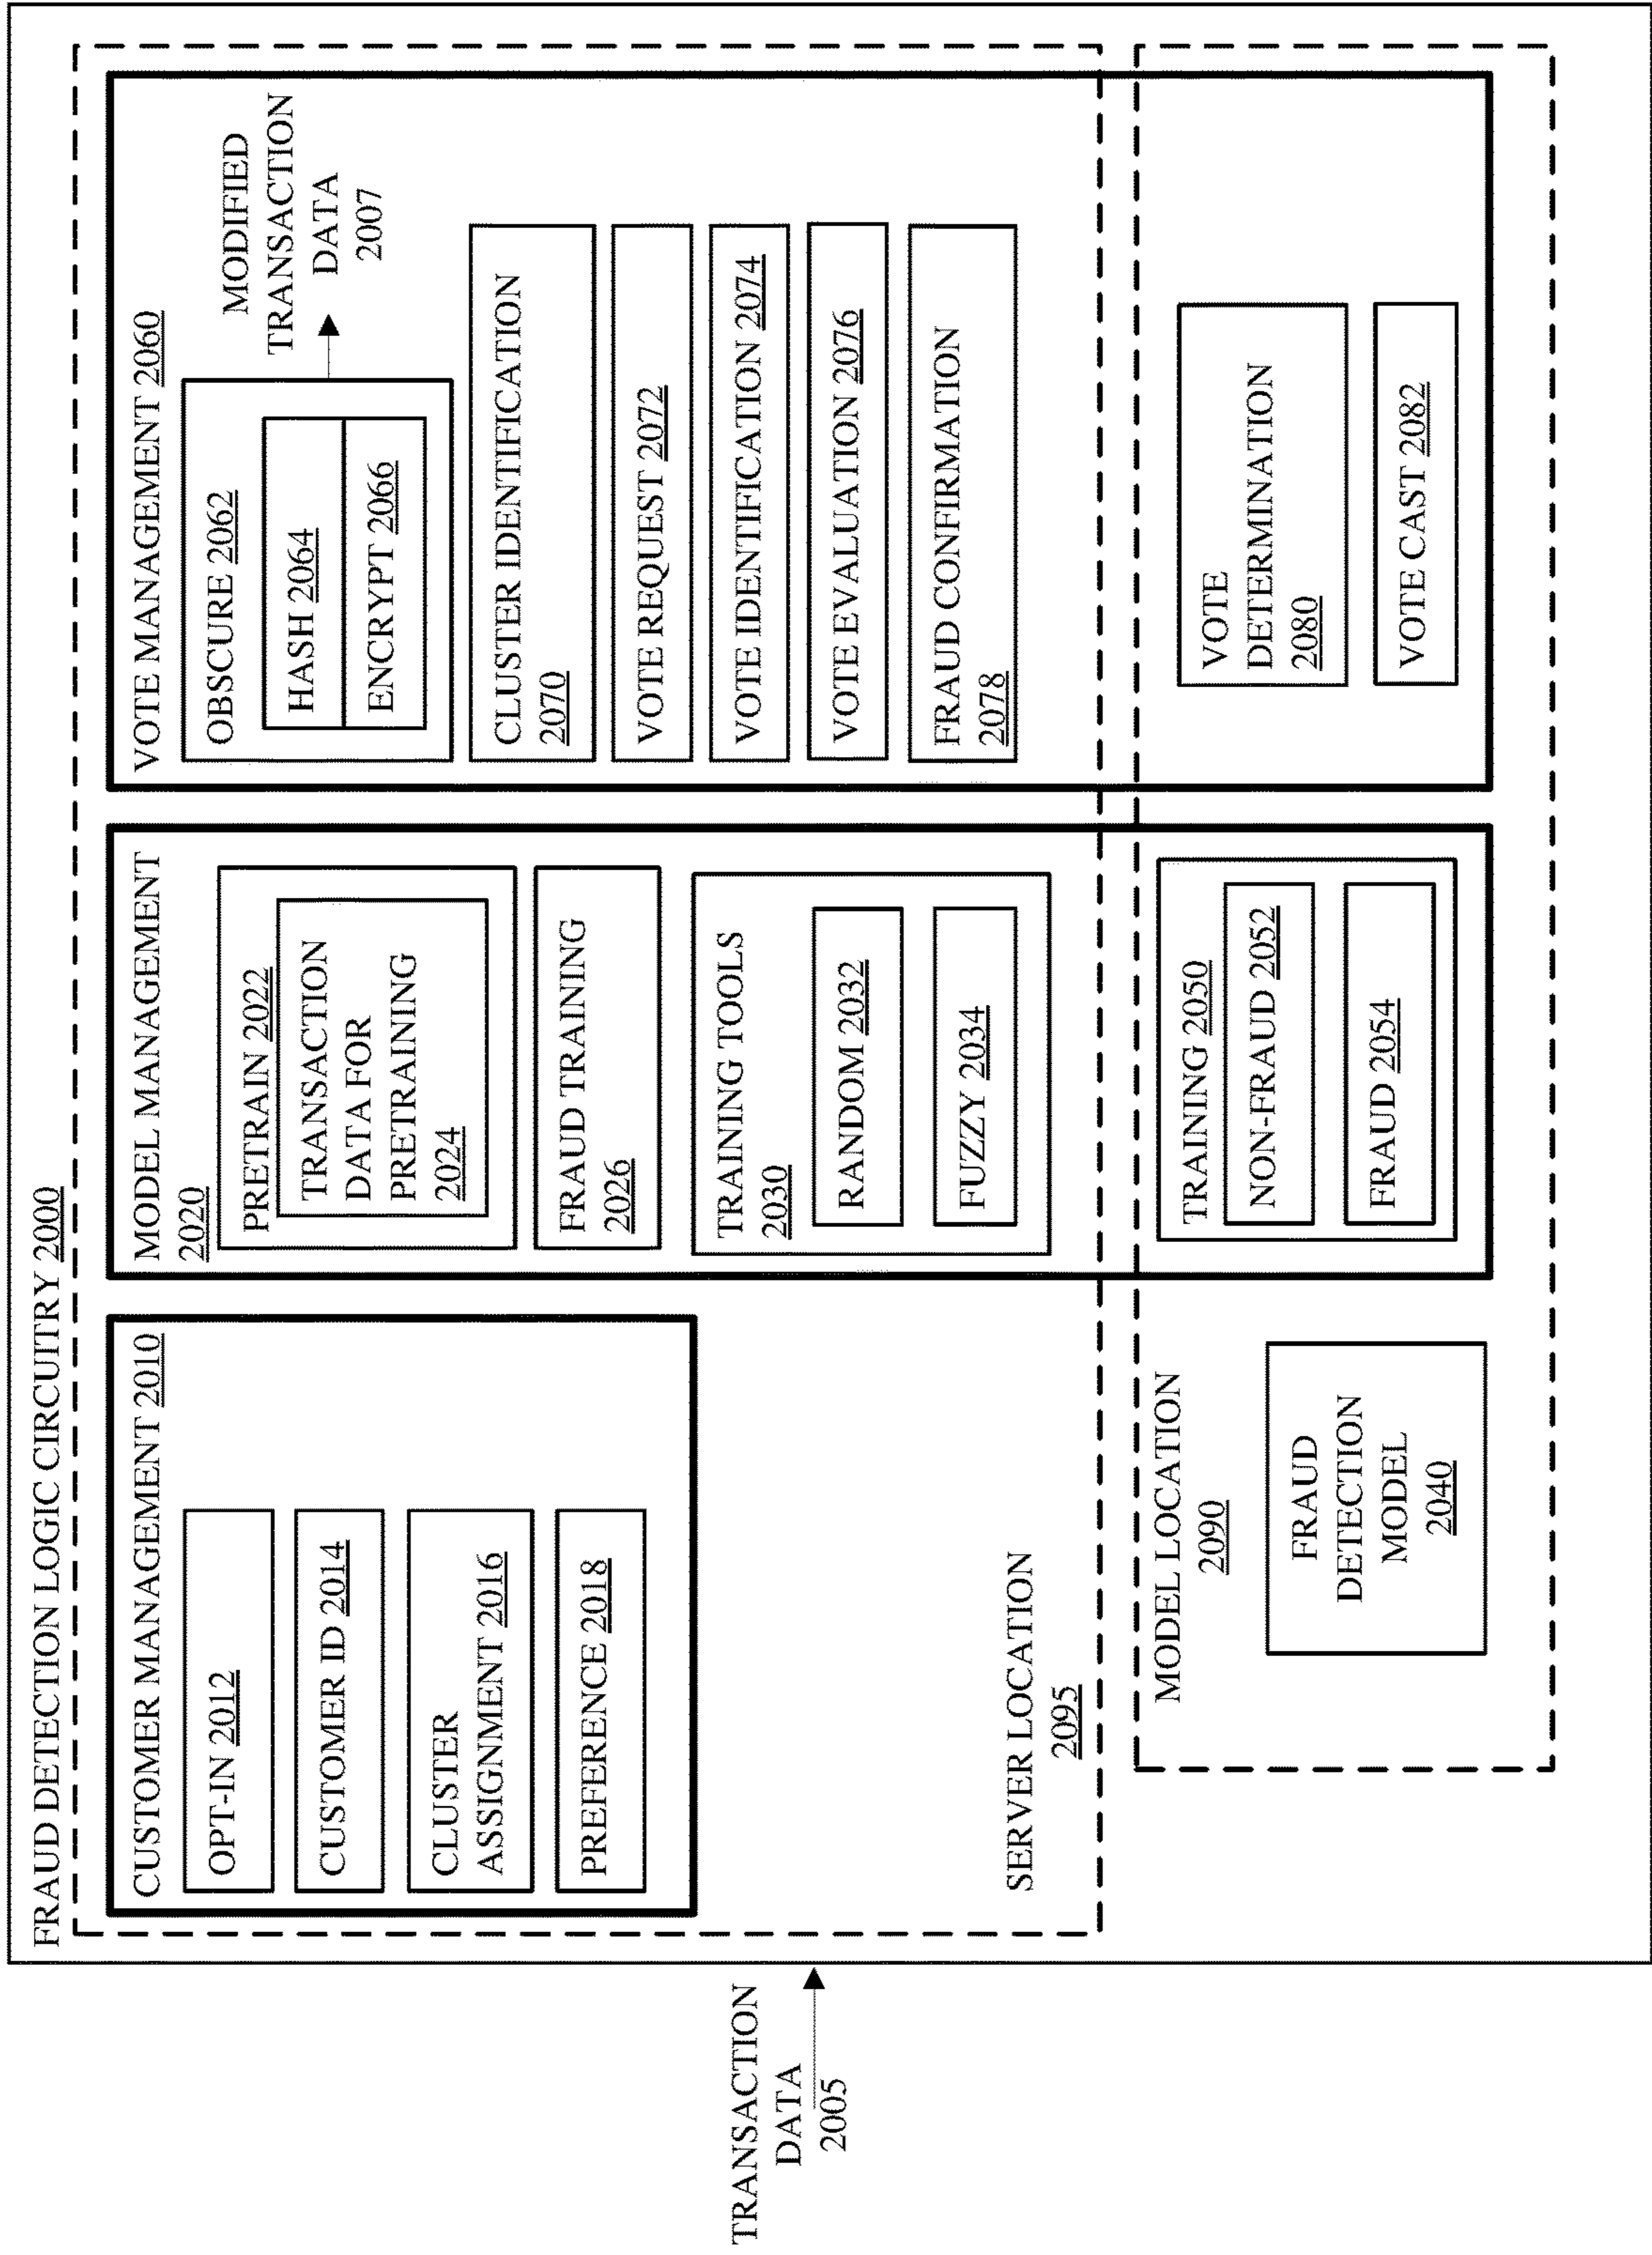 FRAUD DETECTION LOGIC CIRCUITRY 2000
TRANSACTION
DATA
2005
CUSTOMER MANAGEMENT 2010
OPT-IN 2012
CUSTOMER ID 2014
CLUSTER
ASSIGNMENT 2016
PREFERENCE 2018
SERVER LOCATION
2095
MODEL MANAGEMENT
2020
PRETRAIN 2022
TRANSACTION
DATA FOR
PRETRAINING
2024
FRAUD TRAINING
2026
TRAINING TOOLS
2030
RANDOM 2032
FUZZY 2034
VOTE MANAGEMENT 2060
OBSCURE 2062
HASH 2064
ENCRYPT 2066
MODIFIED
TRANSACTION
DATA
2007
CLUSTER IDENTIFICATION
2070
VOTE REQUEST 2072
VOTE IDENTIFICATION 2074
VOTE EVALUATION 2076
FRAUD CONFIRMATION
2078
MODEL LOCATION
2090
FRAUD
DETECTION
MODEL
2040
TRAINING 2050
NON-FRAUD 2052
FRAUD 2054
VOTE
DETERMINATION
2080
VOTE CAST 2082